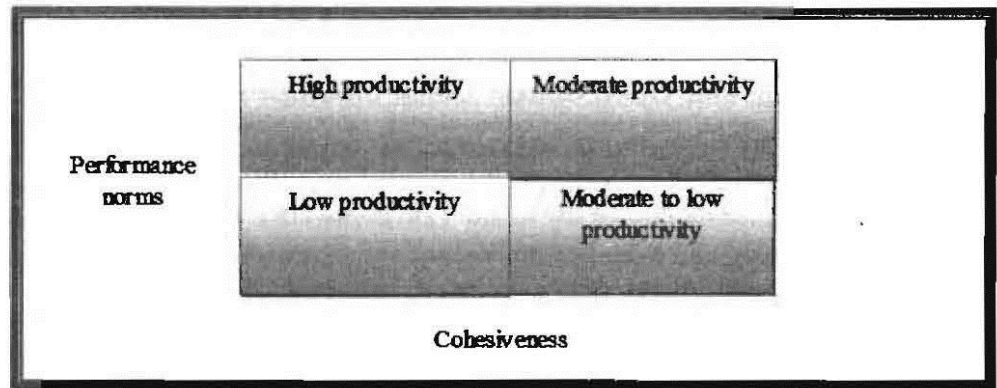 High productivity
Moderate productivity
Performance
norms
Low productivity
Moderate to low
productivity
Cohesiveness